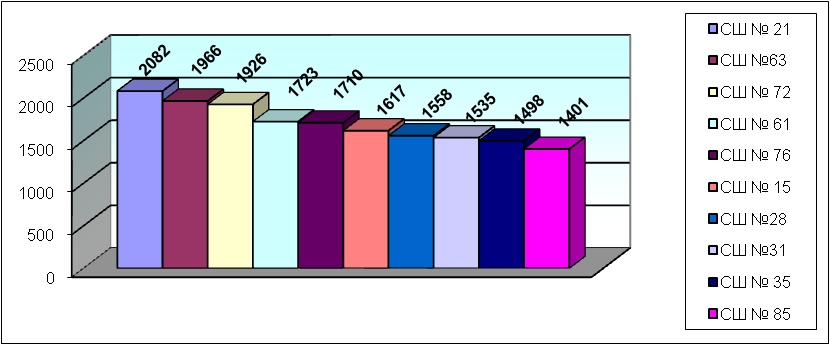 2500
2000
1500
1000
500
0
2082
1966
1926
1723
1710
1617
1558
1535
1498
1401
СШ № 21
СШ №63
СШ № 72
СШ № 61
СШ № 76
СШ № 15
СШ №28
СШ №31
СШ № 35
СШ № 85